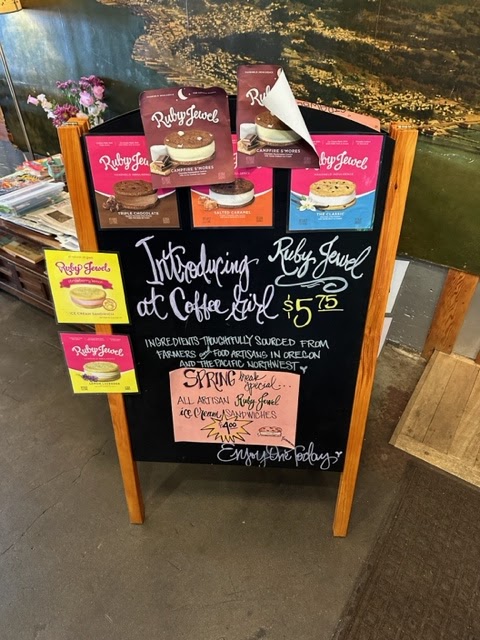 Ruby Jewel
CAMPFIRE S'MORES
Ruby
CAMPFIRE S'MORES
Ruby Jewel
TRIPLE CHOCOLATE
SALTED CARAMEL
Ruby Jewel
THE CLASSIC
Ruby Jewel
ICE CREAM SANDWICH
Ruby Jewel
Introducing Ruby Jewel
at Coffee Girl $5.75
INGREDIENTS THOUGHTFULLY SOURCED FROM
FARMERS and FOOD ARTISANS IN OREGON
AND THE PACIFIC NORTHWEST
SPRING break
Special...
ALL ARTISAN Ruby Jewel
ice cream SANDWICHES
$4.00
Enjoy One Today